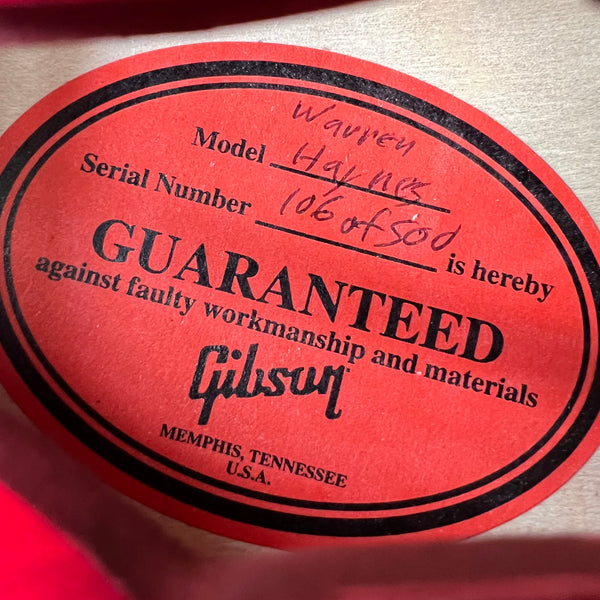 Warren
Model Haynes
Serial Number 106 of 500 is hereby
GUARANTEED
against faulty workmanship and materials
Gibson
MEMPHIS, TENNESSEE
U.S.A.